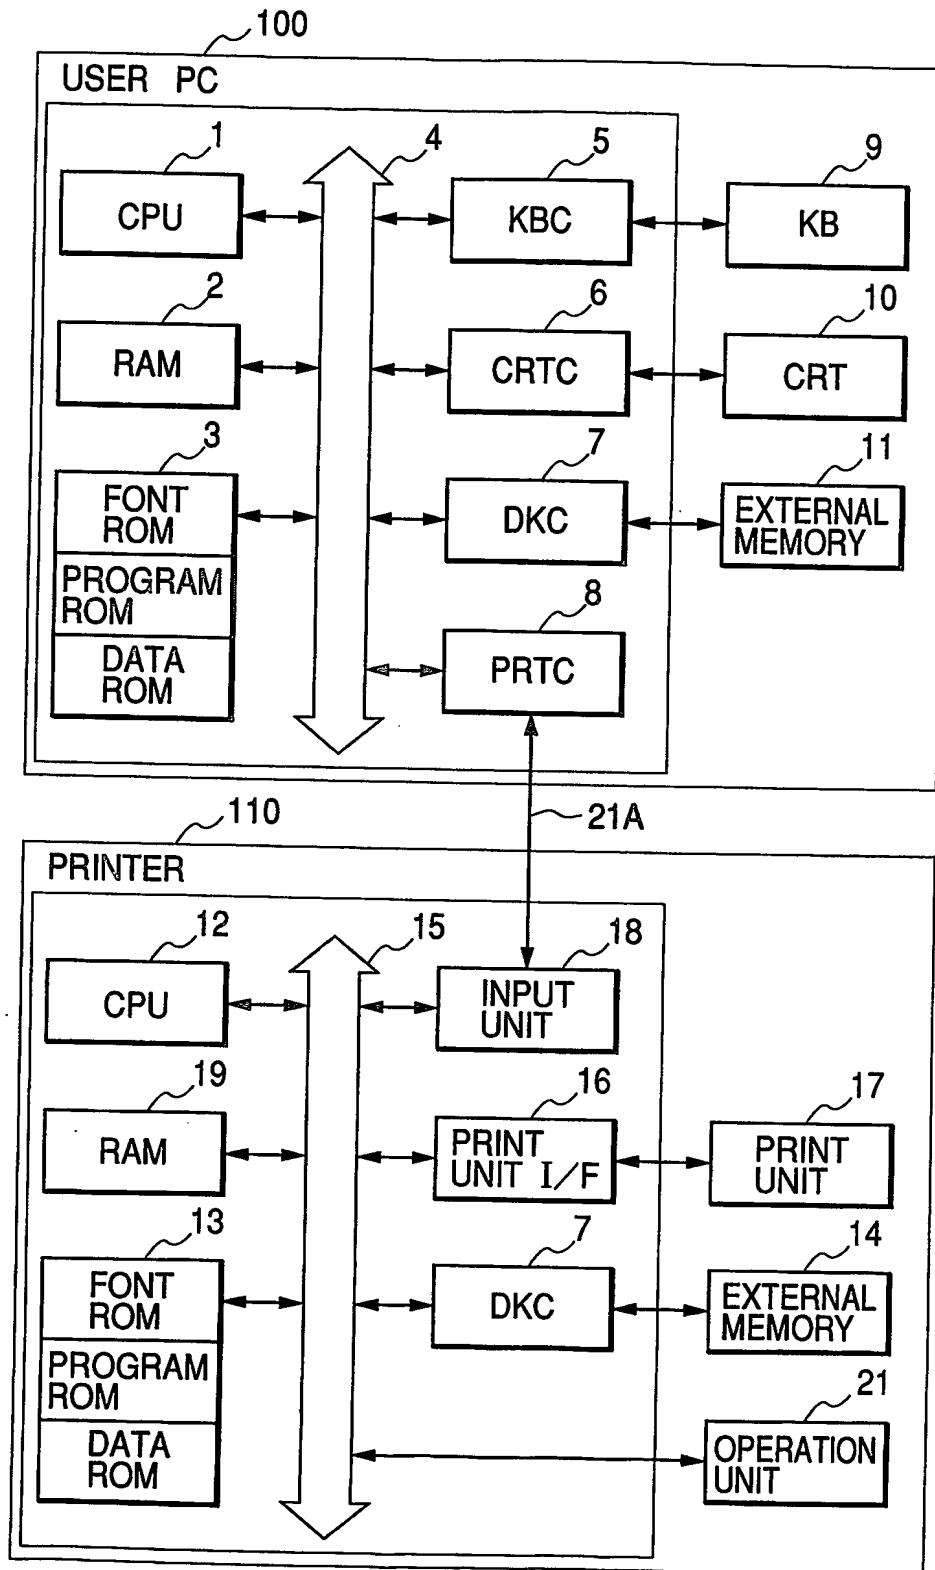 100
USER PC
1
4
5
9
CPU
KBC
KB
2
6
10
RAM
CRTC
CRT
3
7
11
FONT
ROM
DKC
EXTERNAL
MEMORY
PROGRAM
ROM
8
DATA
ROM
PRTC
110
21A
PRINTER
12
15
18
CPU
INPUT
UNIT
19
16
17
RAM
PRINT
UNIT I/F
PRINT
UNIT
13
7
14
FONT
ROM
DKC
EXTERNAL
MEMORY
PROGRAM
ROM
21
DATA
ROM
OPERATION
UNIT